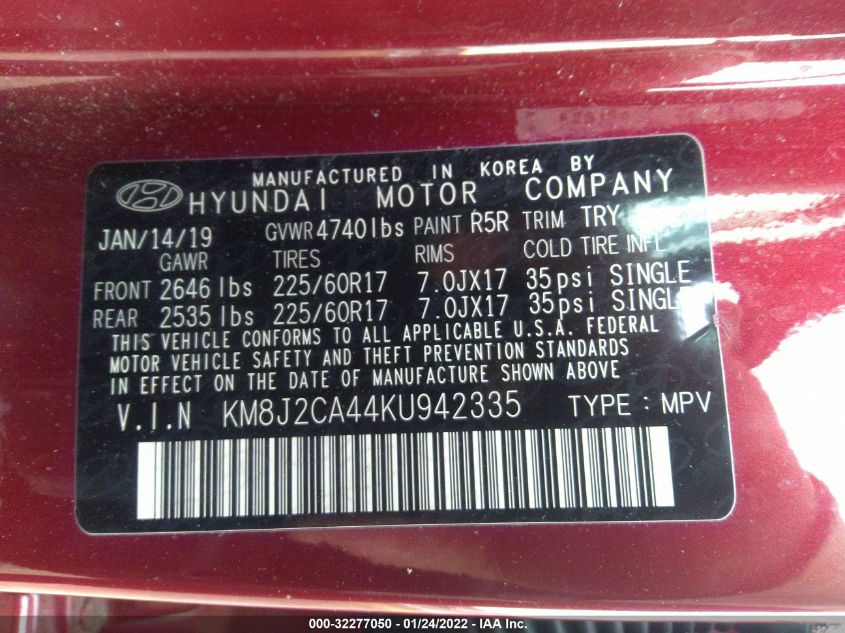 MANUFACTURED IN KOREA BY
HYUNDAI MOTOR COMPANY
JAN/14/19 GVWR 4740 lbs PAINT R5R TRIM TRY
GAWR TIRES RIMS COLD TIRE INFL
FRONT 2646 lbs 225/60R17 7.0JX17 35psi SINGLE
REAR 2535 lbs 225/60R17 7.0JX17 35psi SINGLE
THIS VEHICLE CONFORMS TO ALL APPLICABLE U.S.A. FEDERAL
MOTOR VEHICLE SAFETY AND THEFT PREVENTION STANDARDS
IN EFFECT ON THE DATE OF MANUFACTURE SHOWN ABOVE.
V.I.N KM8J2CA44KU942335 TYPE : MPV
000-32277050 - 01/24/2022 - IAA Inc.